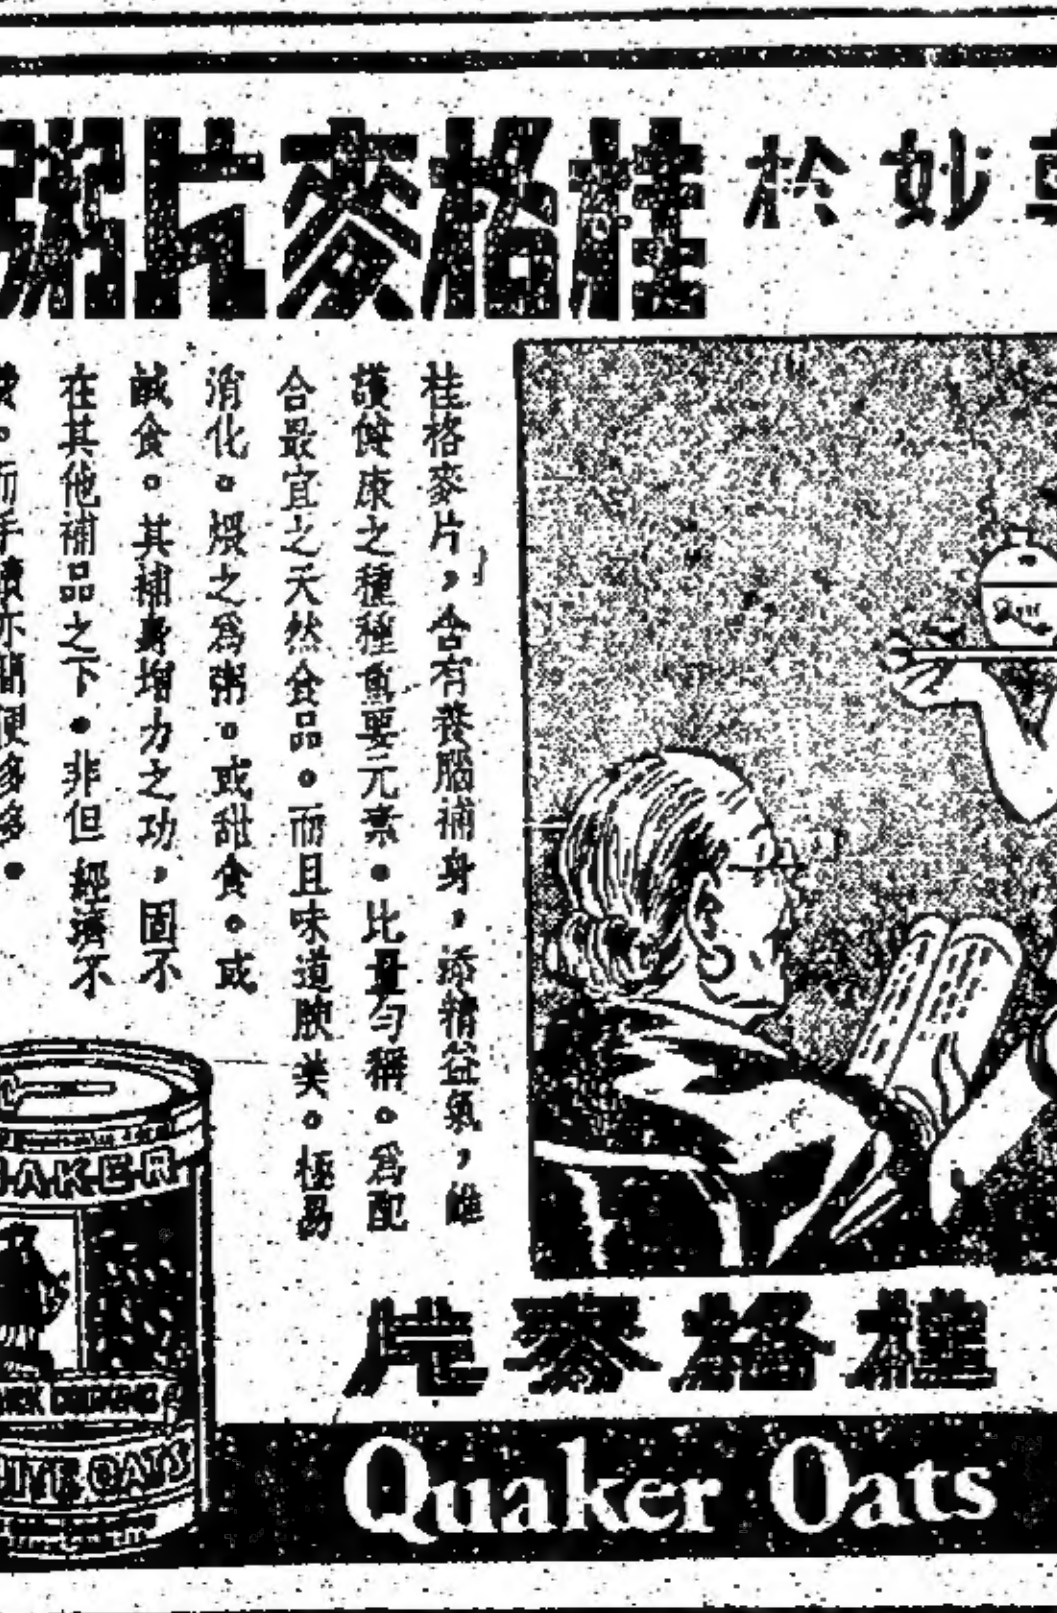 妙於
桂格麥片粥
桂格麥片，含有養腦補身，添精益氣，維
護健康之種種重要元素。比量勻稱。爲配
合最宜之天然食品。而且味道腴美。極易
消化。煨之爲粥。或甜食。或
鹹食。其補身增力之功，固不
在其他補品之下。非但經濟不
而手續亦簡便多多。
桂格麥片
Quaker Oats
AKER
OATS